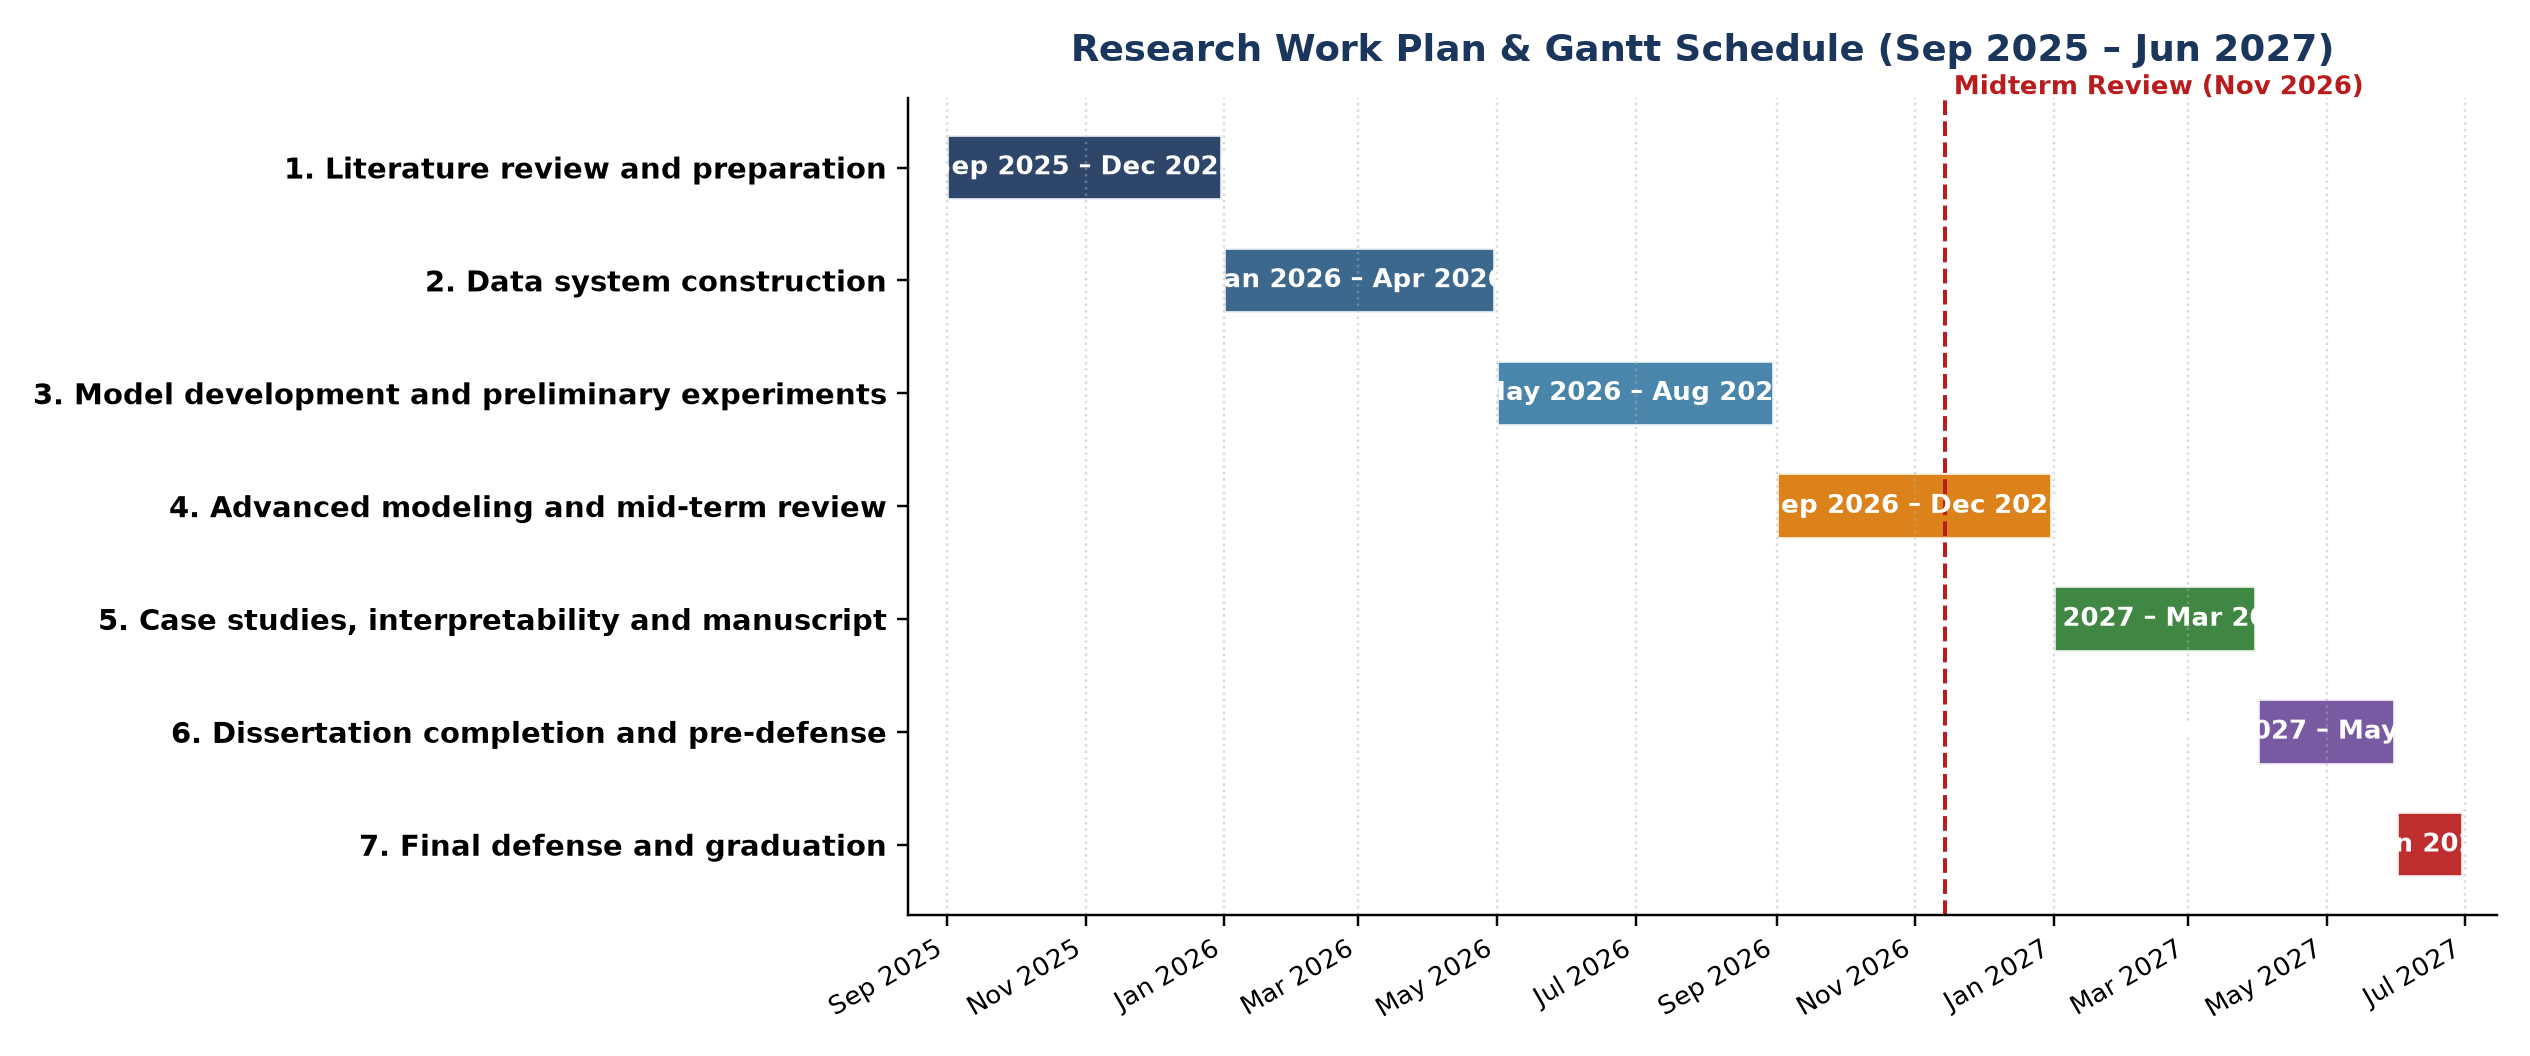 Research Work Plan & Gantt Schedule (Sep 2025 – Jun 2027)
Midterm Review (Nov 2026)
1. Literature review and preparation
ep 2025 – Dec 202
2. Data system construction
an 2026 – Apr 2026
3. Model development and preliminary experiments
ay 2026 – Aug 202
4. Advanced modeling and mid-term review
ep 2026 – Dec 202
5. Case studies, interpretability and manuscript
2027 – Mar 20
6. Dissertation completion and pre-defense
027 – May
7. Final defense and graduation
n 202
Sep 2025
Nov 2025
Jan 2026
Mar 2026
May 2026
Jul 2026
Sep 2026
Nov 2026
Jan 2027
Mar 2027
May 2027
Jul 2027